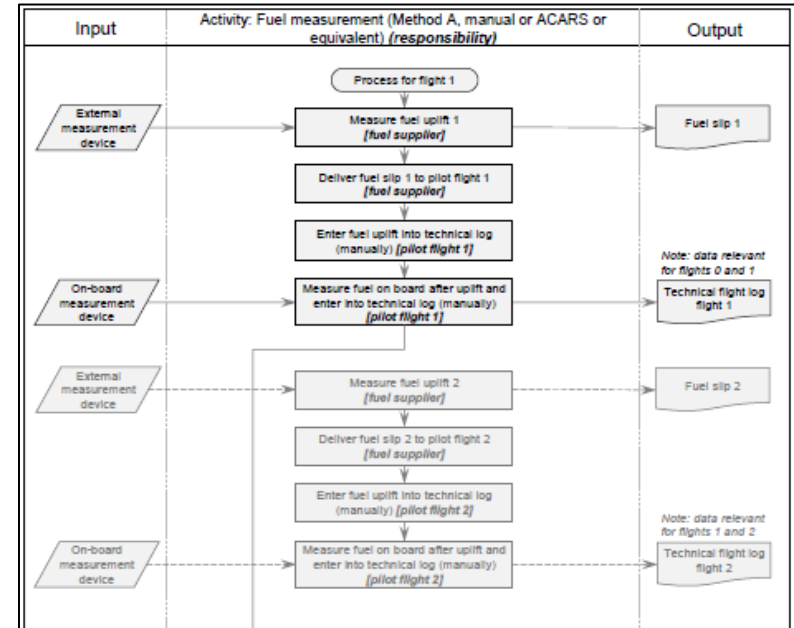 Input
Activity: Fuel measurement (Method A, manual or ACARS or
equivalent) (responsibility)
Output
Process for flight 1
External
measurement
device
Measure fuel uplift 1
[fuel supplier]
Fuel slip 1
Deliver fuel slip 1 to pilot flight 1
[fuel supplier]
Enter fuel uplift into technical log
(manually) [pilot flight 1]
Note: data relevant
for flights 0 and 1
On-board
measurement
device
Measure fuel on board after uplift and
enter into technical log (manually)
[pilot flight 1]
Technical flight log
flight 1
External
measurement
device
Measure fuel uplift 2
[fuel supplier]
Fuel slip 2
Deliver fuel slip 2 to pilot flight 2
[fuel supplier]
Enter fuel uplift into technical log
(manually) [pilot flight 2]
Note: data relevant
for flights 1 and 2
On-board
measurement
device
Measure fuel on board after uplift and
enter into technical log (manually)
[pilot flight 2]
Technical flight log
flight 2